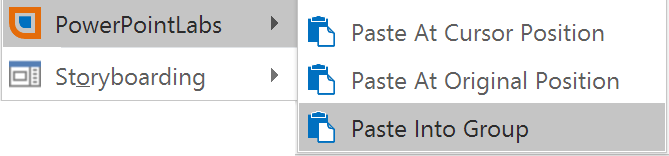 PowerPointLabs
Storyboarding
Paste At Cursor Position
Paste At Original Position
Paste Into Group